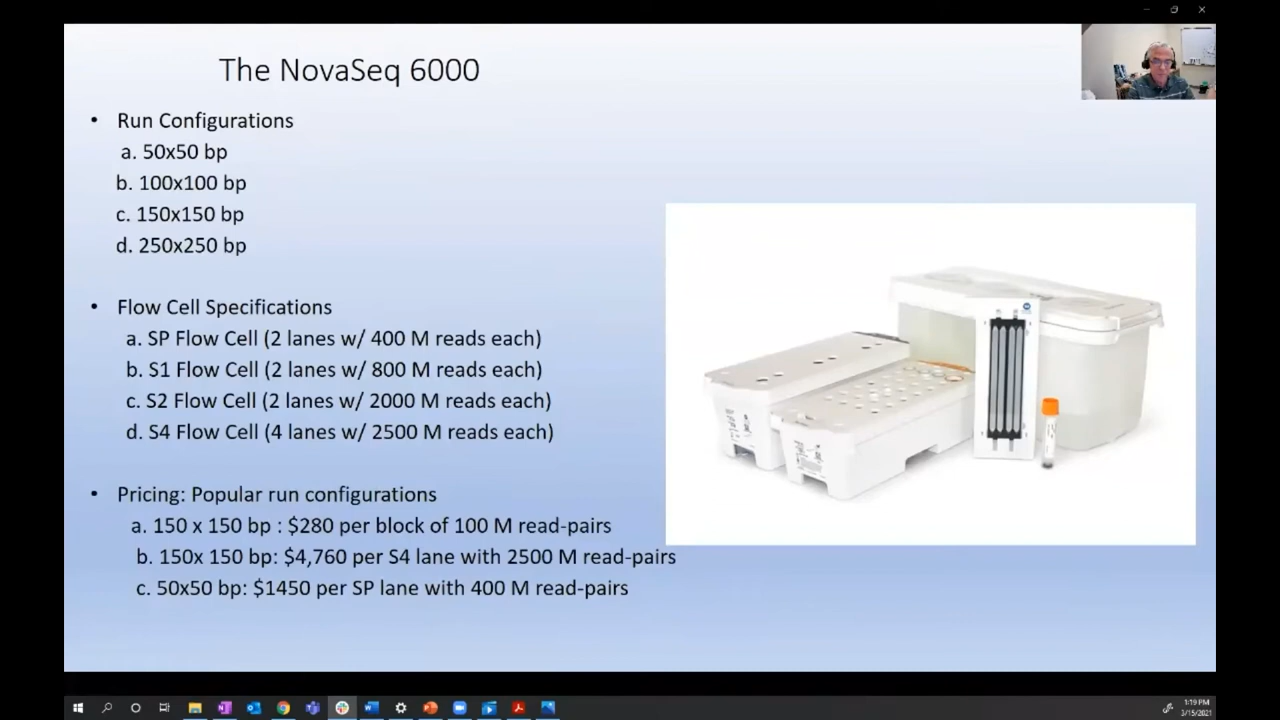 The NovaSeq 6000
• Run Configurations
a. 50x50 bp
b. 100x100 bp
c. 150x150 bp
d. 250x250 bp
• Flow Cell Specifications
a. SP Flow Cell (2 lanes w/ 400 M reads each)
b. S1 Flow Cell (2 lanes w/ 800 M reads each)
c. S2 Flow Cell (2 lanes w/ 2000 M reads each)
d. S4 Flow Cell (4 lanes w/ 2500 M reads each)
• Pricing: Popular run configurations
a. 150 x 150 bp : $280 per block of 100 M read-pairs
b. 150x 150 bp: $4,760 per S4 lane with 2500 M read-pairs
c. 50x50 bp: $1450 per SP lane with 400 M read-pairs
1:19 PM
3/15/2021